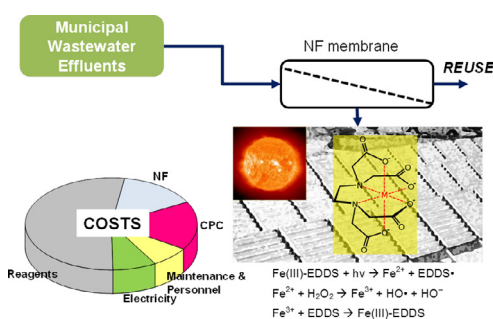 Municipal
Wastewater
Effluents
NF membrane
REUSE
O
O⁻
O
O⁻
N
M
N
O⁻
O
O⁻
O
NF
COSTS
CPC
Reagents
Maintenance &
Personnel
Electricity
Fe(III)-EDDS + hv → Fe²⁺ + EDDS•
Fe²⁺ + H₂O₂ → Fe³⁺ + HO• + HO⁻
Fe³⁺ + EDDS → Fe(III)-EDDS